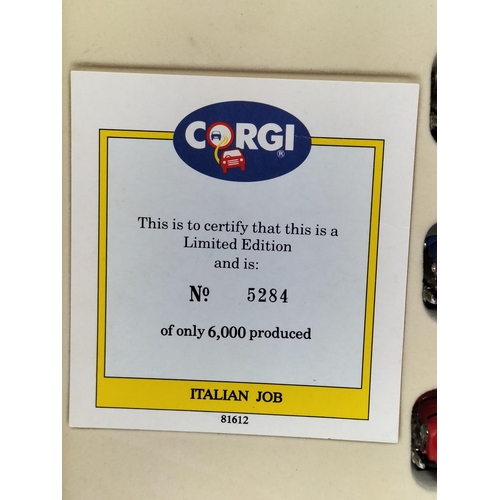 CORGI ®
This is to certify that this is a
Limited Edition
and is:
Nº 5284
of only 6,000 produced
ITALIAN JOB
81612